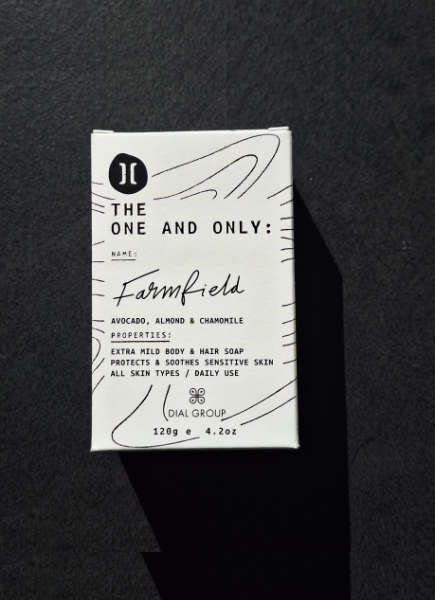 THE
ONE AND ONLY:
NAME:
Farmfield
AVOCADO, ALMOND & CHAMOMILE
PROPERTIES:
EXTRA MILD BODY & HAIR SOAP
PROTECTS & SOOTHES SENSITIVE SKIN
ALL SKIN TYPES / DAILY USE
DIAL GROUP
120g e 4.2oz